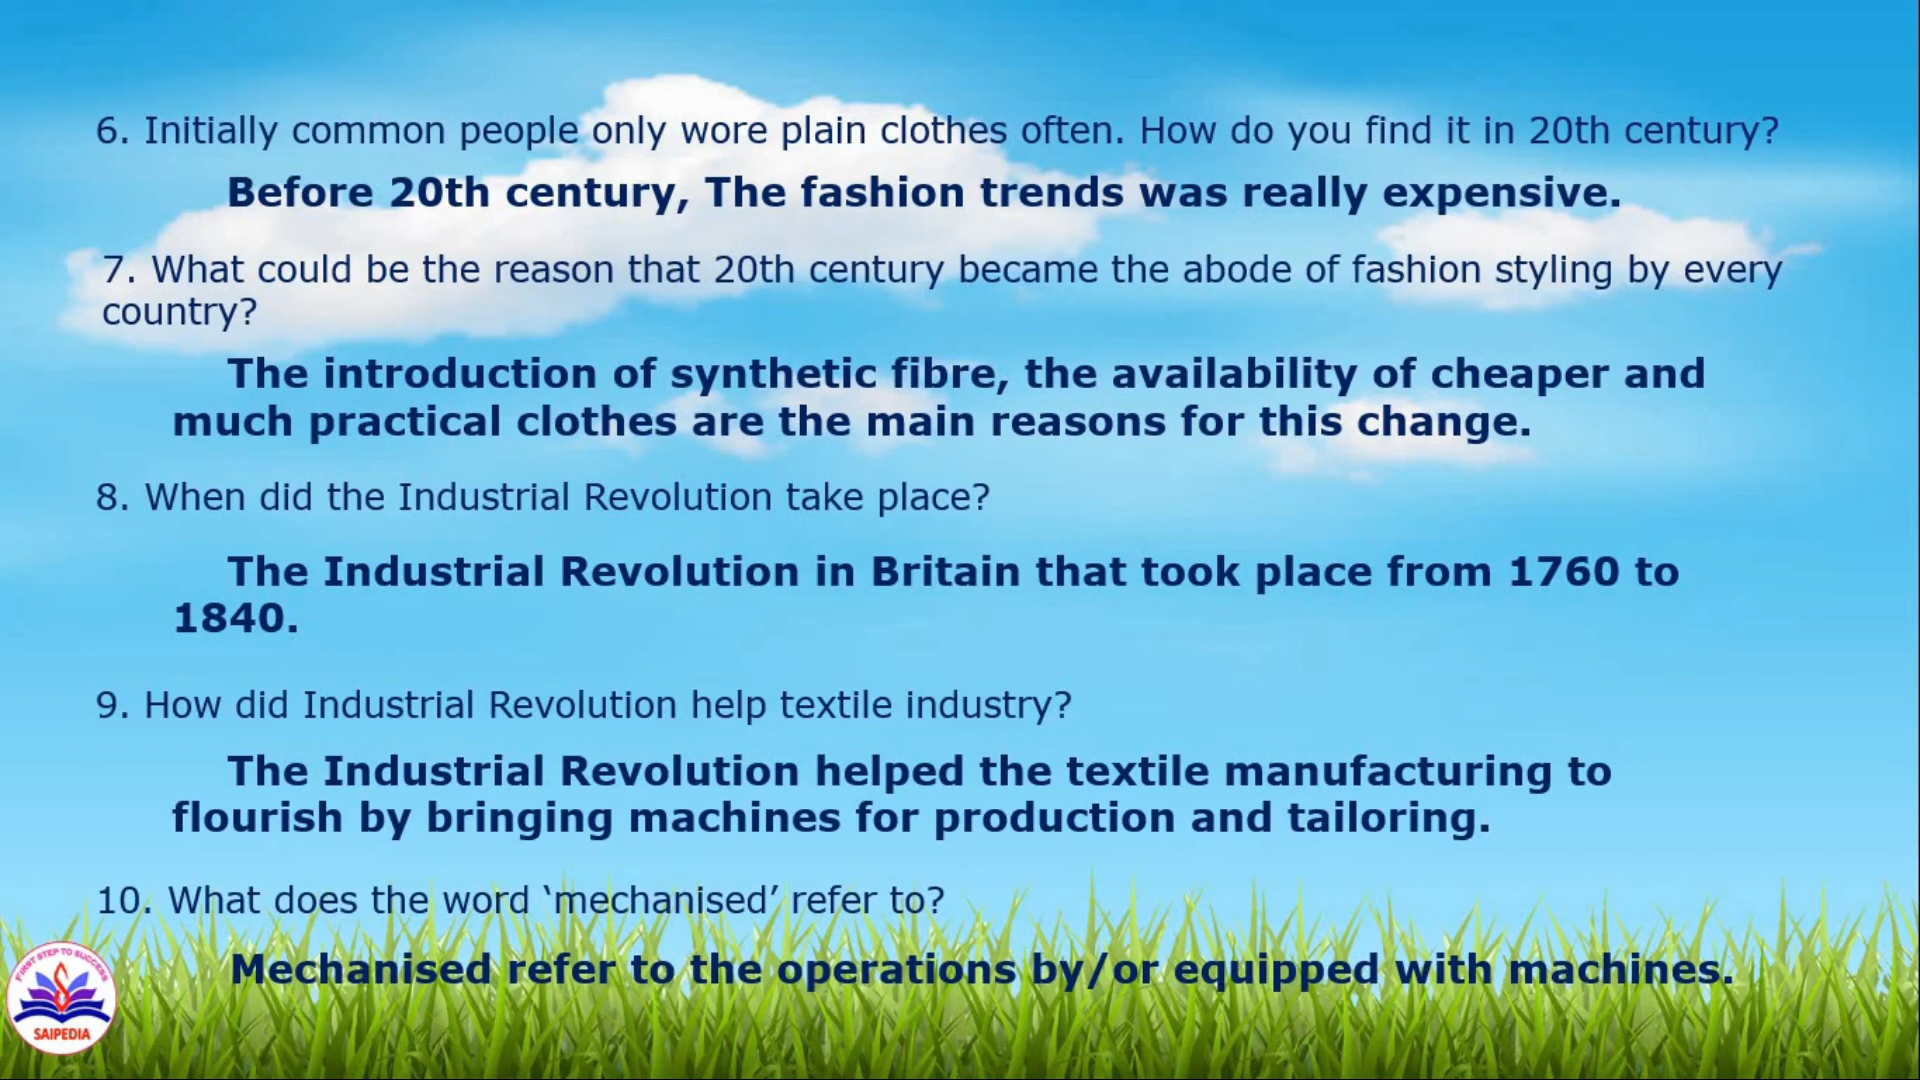 6. Initially common people only wore plain clothes often. How do you find it in 20th century?
Before 20th century, The fashion trends was really expensive.
7. What could be the reason that 20th century became the abode of fashion styling by every
country?
The introduction of synthetic fibre, the availability of cheaper and
much practical clothes are the main reasons for this change.
8. When did the Industrial Revolution take place?
The Industrial Revolution in Britain that took place from 1760 to
1840.
9. How did Industrial Revolution help textile industry?
The Industrial Revolution helped the textile manufacturing to
flourish by bringing machines for production and tailoring.
10. What does the word ‘mechanised’ refer to?
Mechanised refer to the operations by/or equipped with machines.
FIRST STEP TO SUCCESS
SAIPEDIA